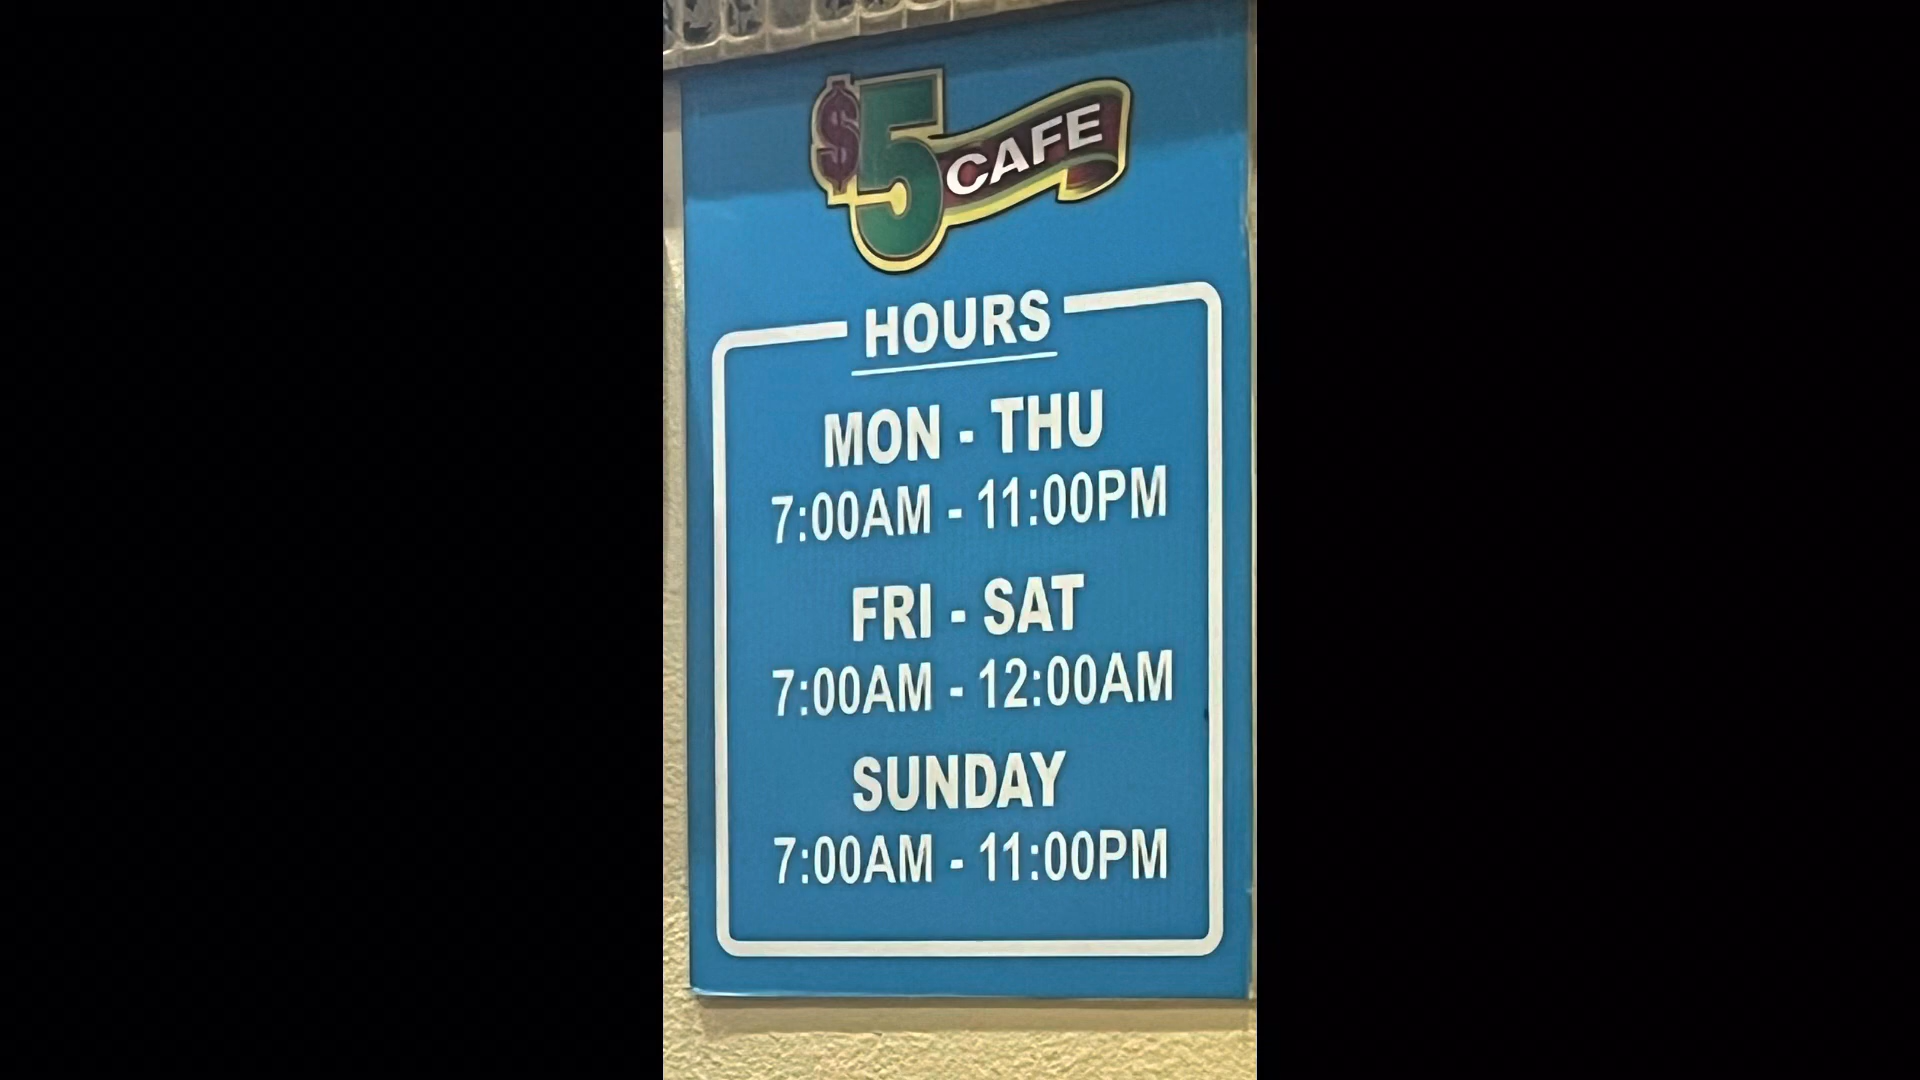 $5 CAFE
HOURS
MON - THU
7:00AM - 11:00PM
FRI - SAT
7:00AM - 12:00AM
SUNDAY
7:00AM - 11:00PM